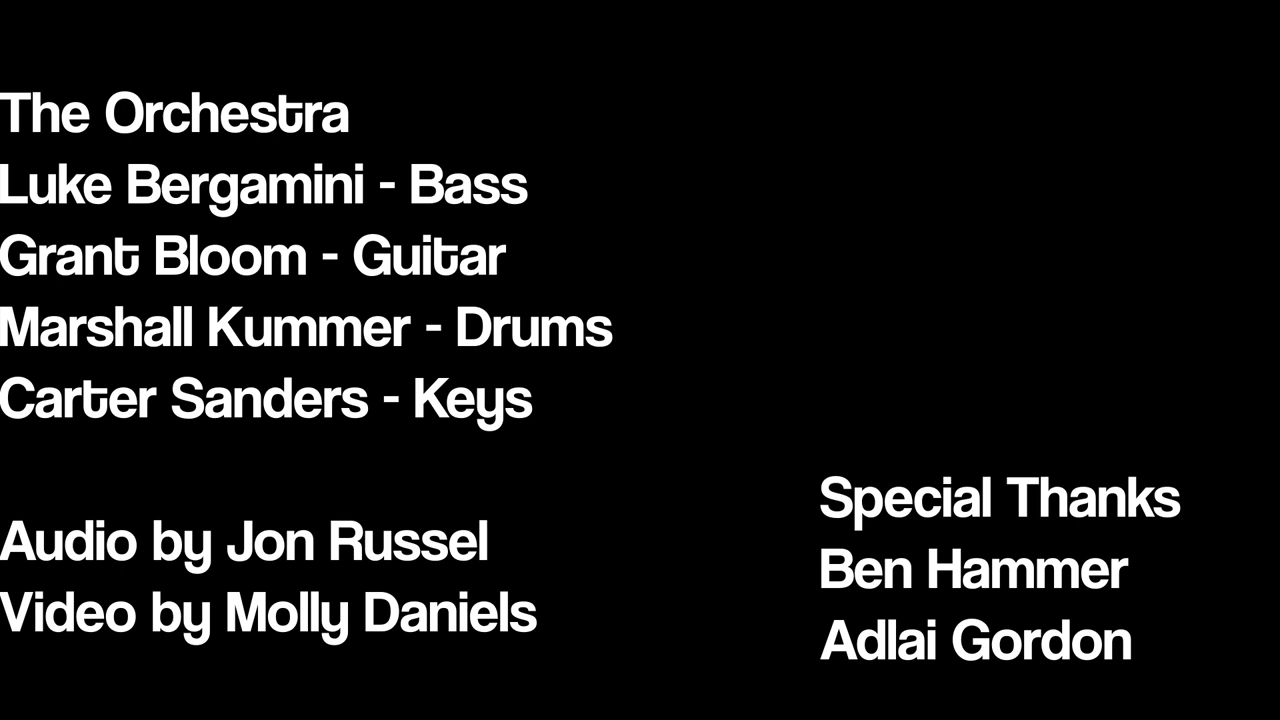 The Orchestra
Luke Bergamini - Bass
Grant Bloom - Guitar
Marshall Kummer - Drums
Carter Sanders - Keys
Audio by Jon Russel
Video by Molly Daniels
Special Thanks
Ben Hammer
Adlai Gordon